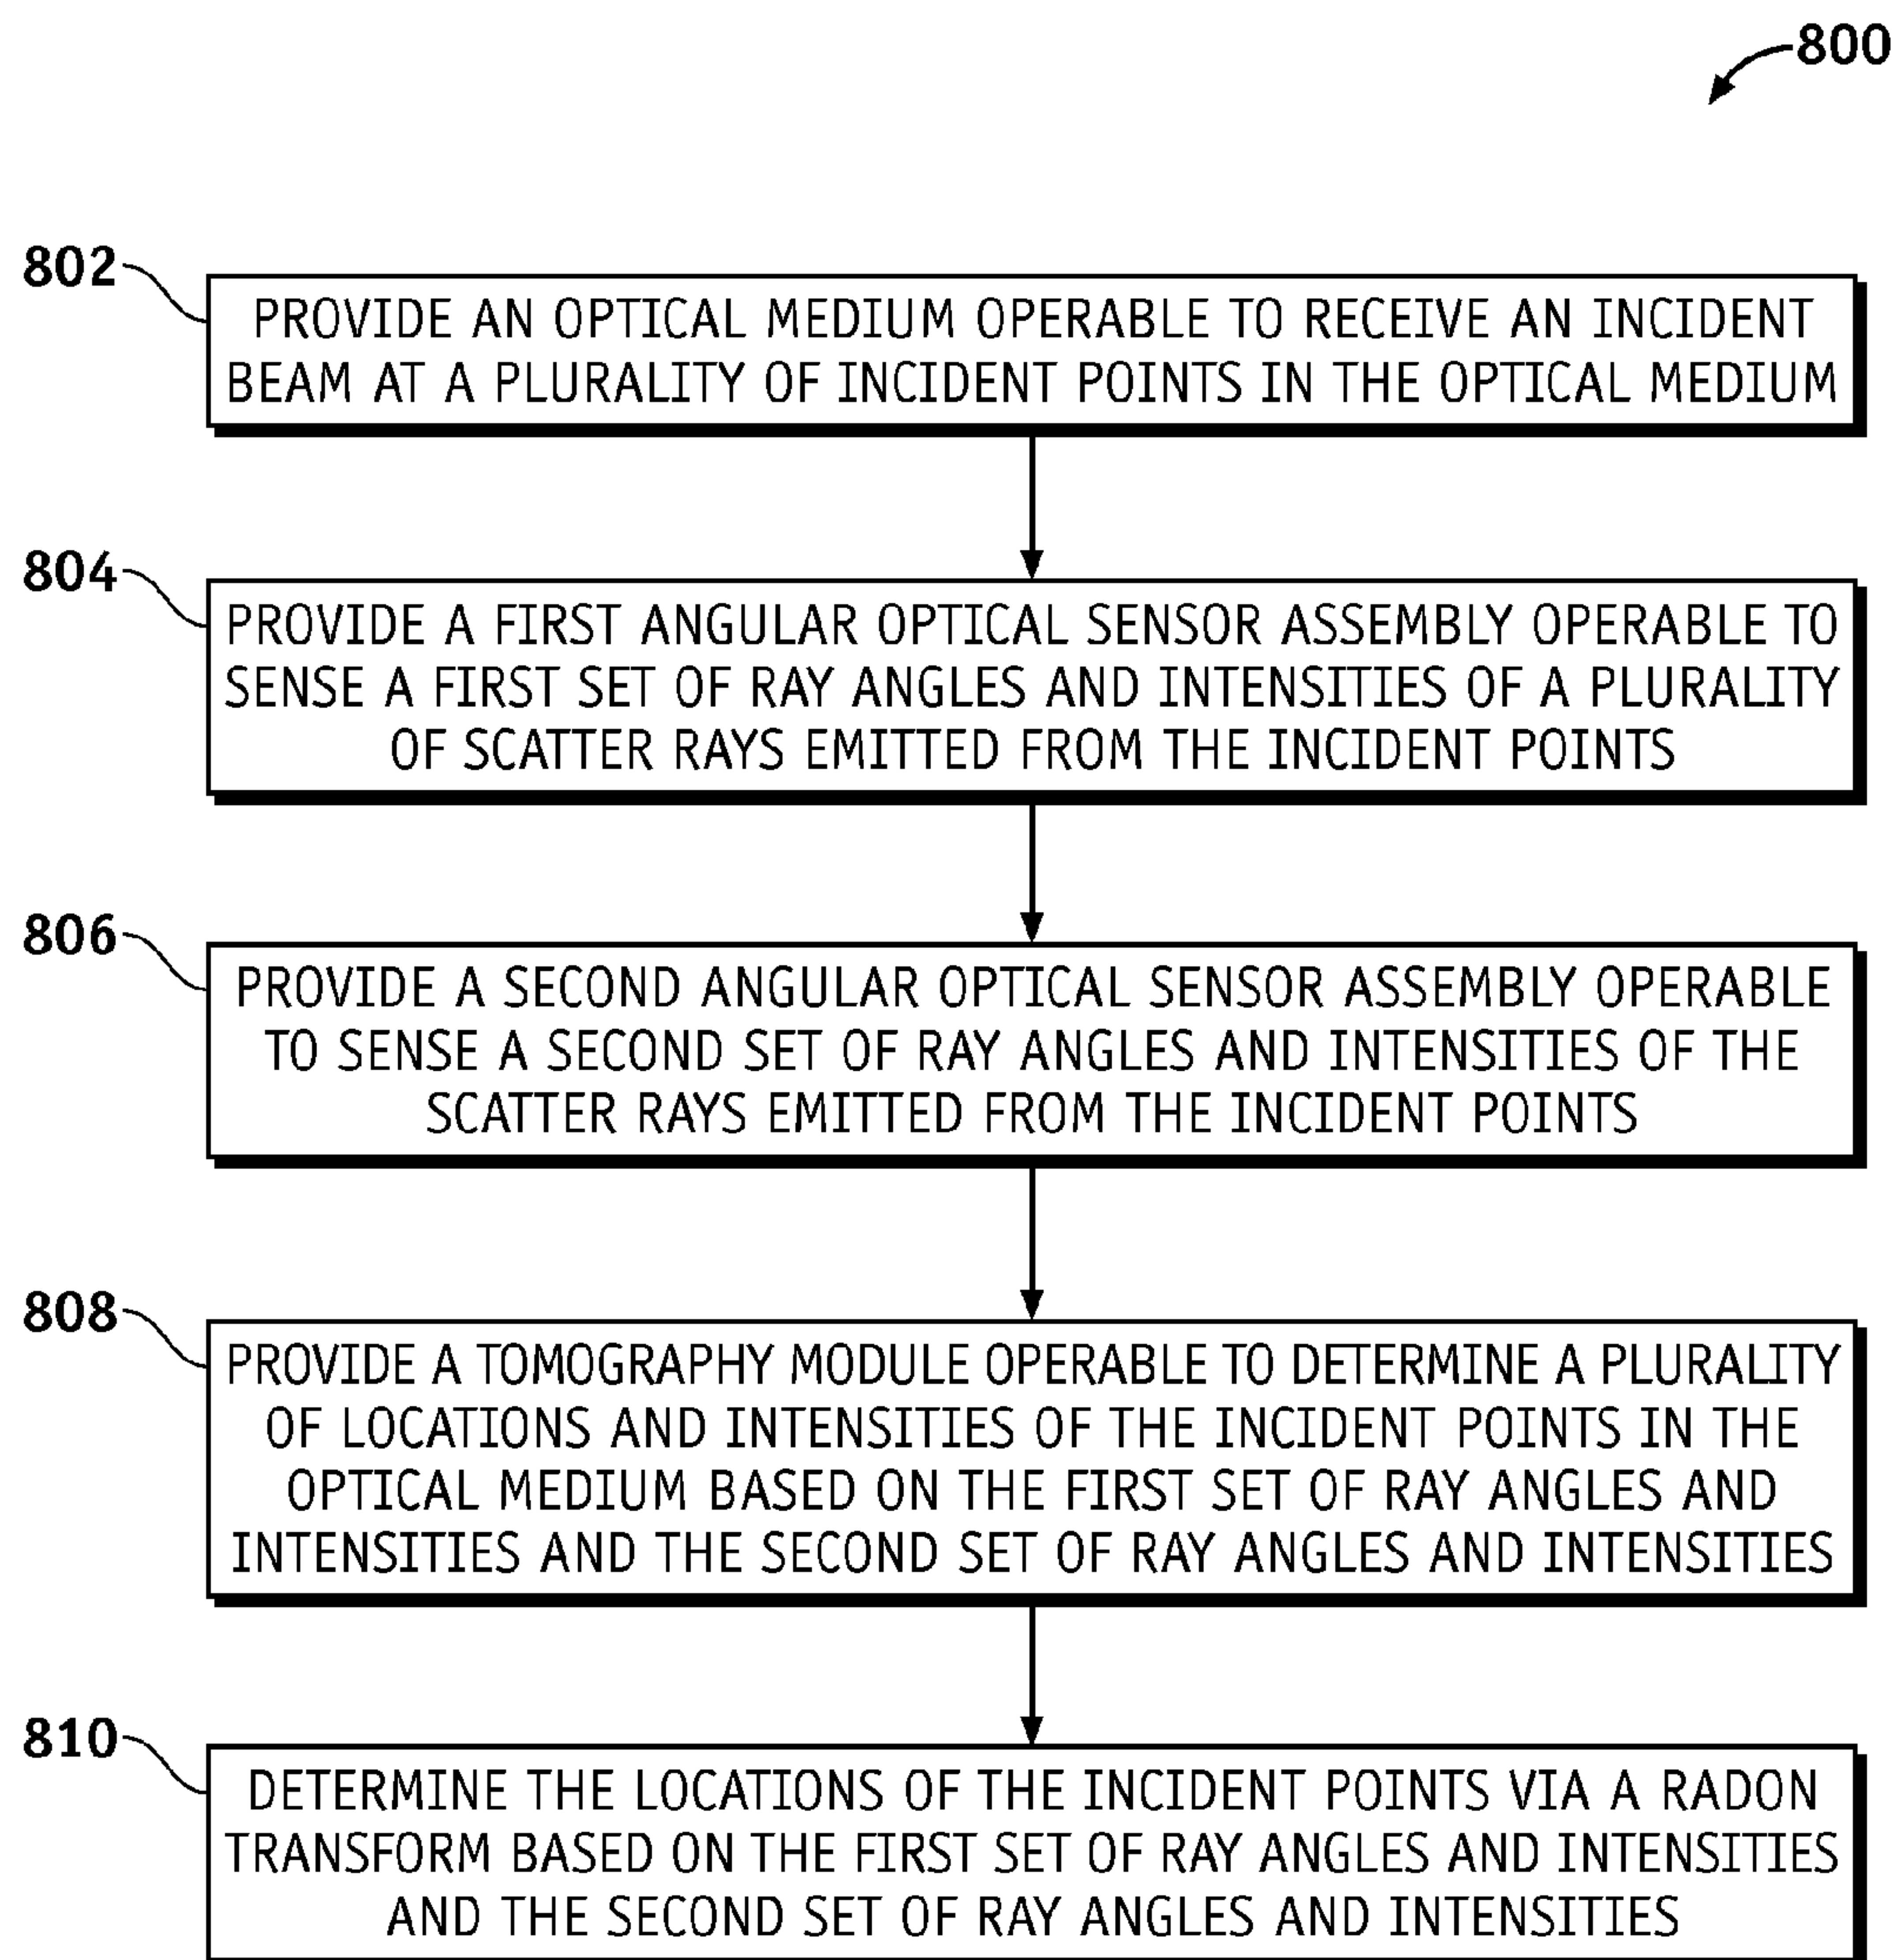 800
802
PROVIDE AN OPTICAL MEDIUM OPERABLE TO RECEIVE AN INCIDENT
BEAM AT A PLURALITY OF INCIDENT POINTS IN THE OPTICAL MEDIUM
804
PROVIDE A FIRST ANGULAR OPTICAL SENSOR ASSEMBLY OPERABLE TO
SENSE A FIRST SET OF RAY ANGLES AND INTENSITIES OF A PLURALITY
OF SCATTER RAYS EMITTED FROM THE INCIDENT POINTS
806
PROVIDE A SECOND ANGULAR OPTICAL SENSOR ASSEMBLY OPERABLE
TO SENSE A SECOND SET OF RAY ANGLES AND INTENSITIES OF THE
SCATTER RAYS EMITTED FROM THE INCIDENT POINTS
808
PROVIDE A TOMOGRAPHY MODULE OPERABLE TO DETERMINE A PLURALITY
OF LOCATIONS AND INTENSITIES OF THE INCIDENT POINTS IN THE
OPTICAL MEDIUM BASED ON THE FIRST SET OF RAY ANGLES AND
INTENSITIES AND THE SECOND SET OF RAY ANGLES AND INTENSITIES
810
DETERMINE THE LOCATIONS OF THE INCIDENT POINTS VIA A RADON
TRANSFORM BASED ON THE FIRST SET OF RAY ANGLES AND INTENSITIES
AND THE SECOND SET OF RAY ANGLES AND INTENSITIES